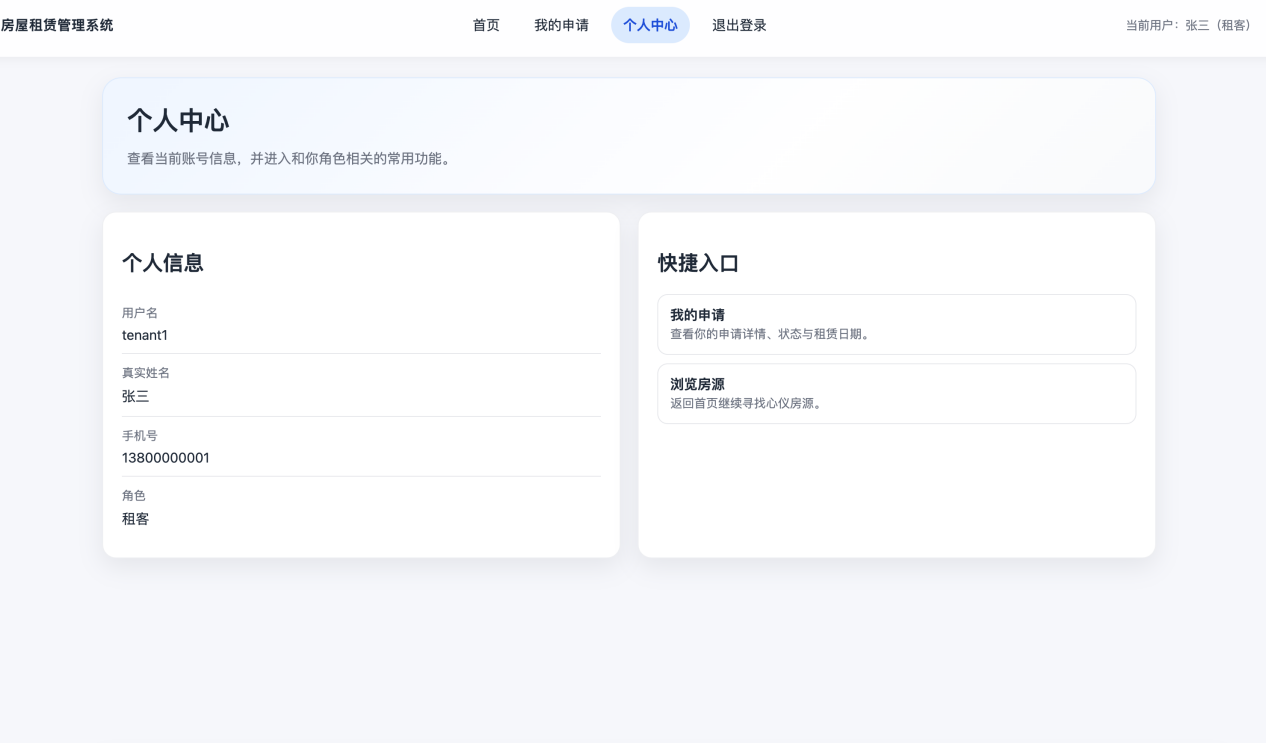 房屋租赁管理系统
首页 我的申请 个人中心 退出登录
当前用户：张三（租客）
个人中心
查看当前账号信息，并进入和你角色相关的常用功能。
个人信息
用户名
tenant1
真实姓名
张三
手机号
13800000001
角色
租客
快捷入口
我的申请
查看你的申请详情、状态与租赁日期。
浏览房源
返回首页继续寻找心仪房源。